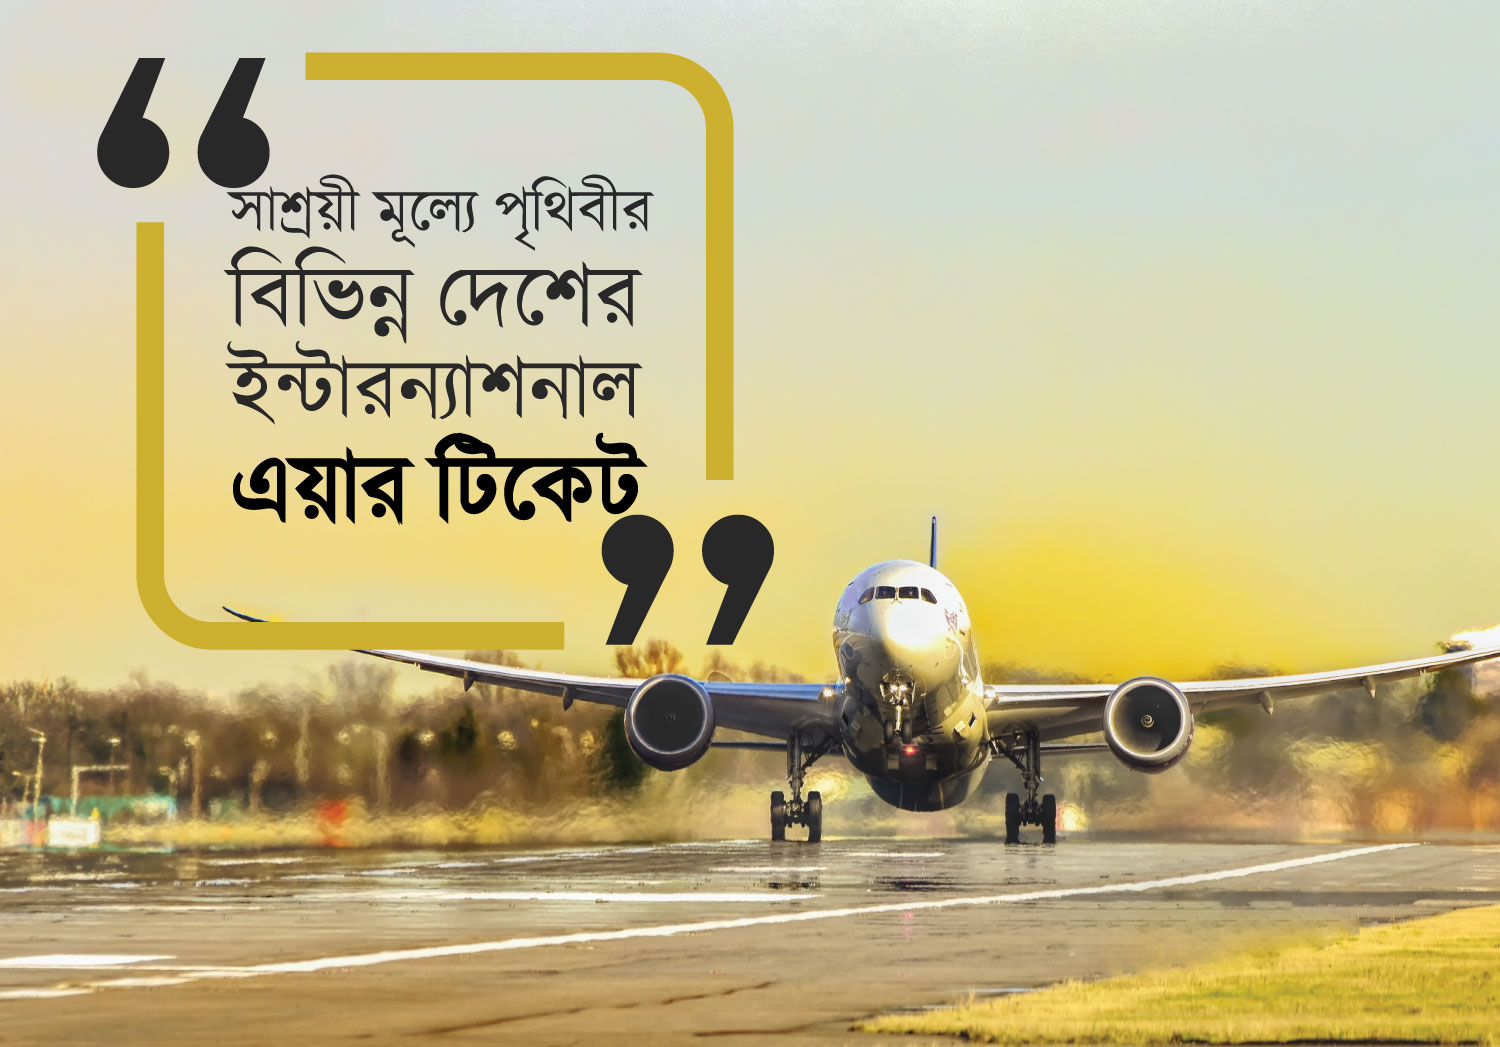 সাশ্রয়ী মূল্যে পৃথিবীর
বিভিন্ন দেশের
ইন্টারন্যাশনাল
এয়ার টিকেট